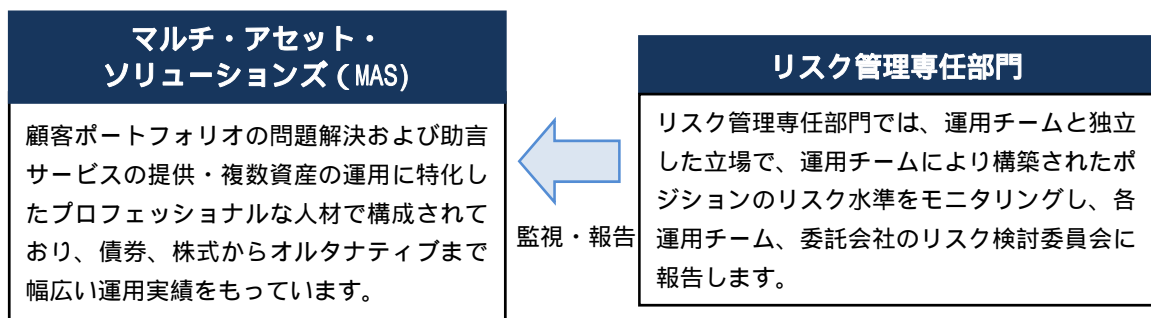 マルチ・アセット・
ソリューションズ(MAS)
顧客ポートフォリオの問題解決および助言
サービスの提供・複数資産の運用に特化し
たプロフェッショナルな人材で構成されて
おり、債券、株式からオルタナティブまで
幅広い運用実績をもっています。
監視・報告
リスク管理専任部門
リスク管理専任部門では、運用チームと独立
した立場で、運用チームにより構築されたポ
ジションのリスク水準をモニタリングし、各
運用チーム、委託会社のリスク検討委員会に
報告します。